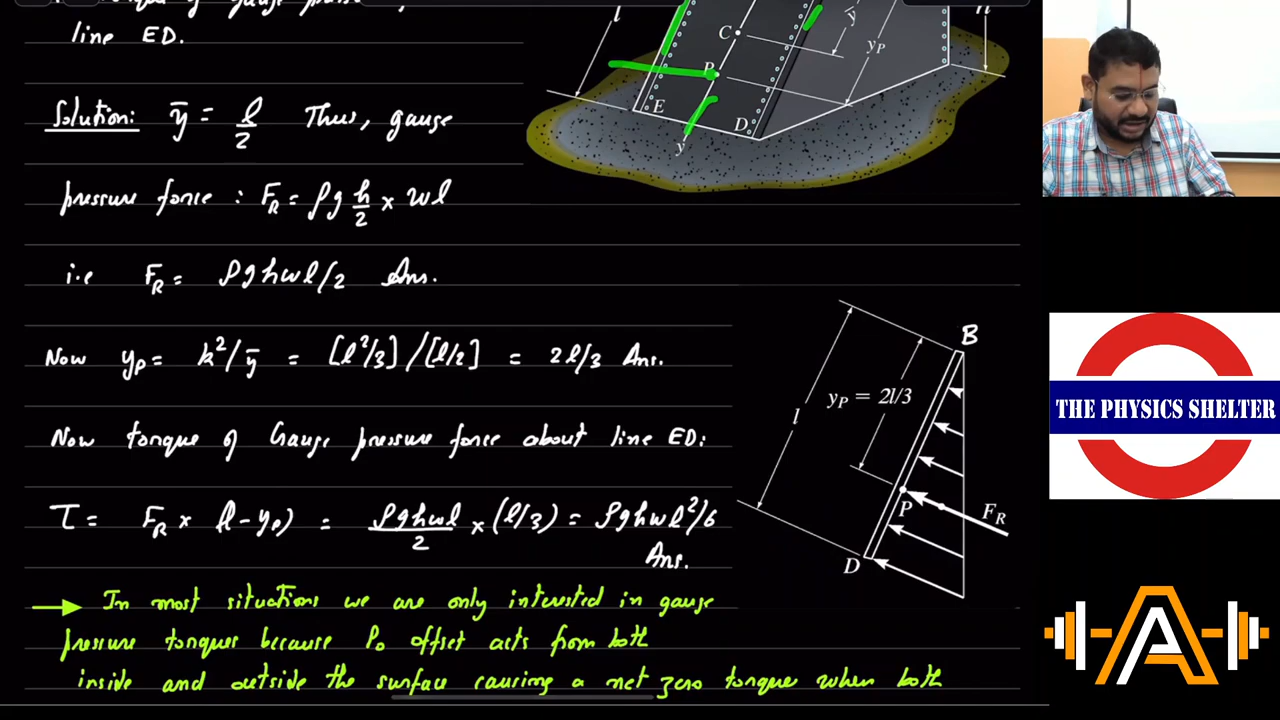 line ED.
Solution: ȳ = l/2 Thus, gauge
pressure force : F_R = ρg h/2 × wl
i.e F_R = ρghwl/2 Ans.
Now y_P = k²/ȳ = [l²/3]/[l/2] = 2l/3 Ans.
Now torque of Gauge pressure force about line ED:
τ = F_R × (l-y_P) = ρghwl/2 × (l/3) = ρghwl²/6
Ans.
→ In most situations we are only interested in gauge
pressure torques because P₀ offset acts from both
inside and outside the surface causing a net zero torque when both
l
C
ȳ
y_P
h
P
E
D
y
B
y_P = 2l/3
l
P
F_R
D
THE PHYSICS SHELTER